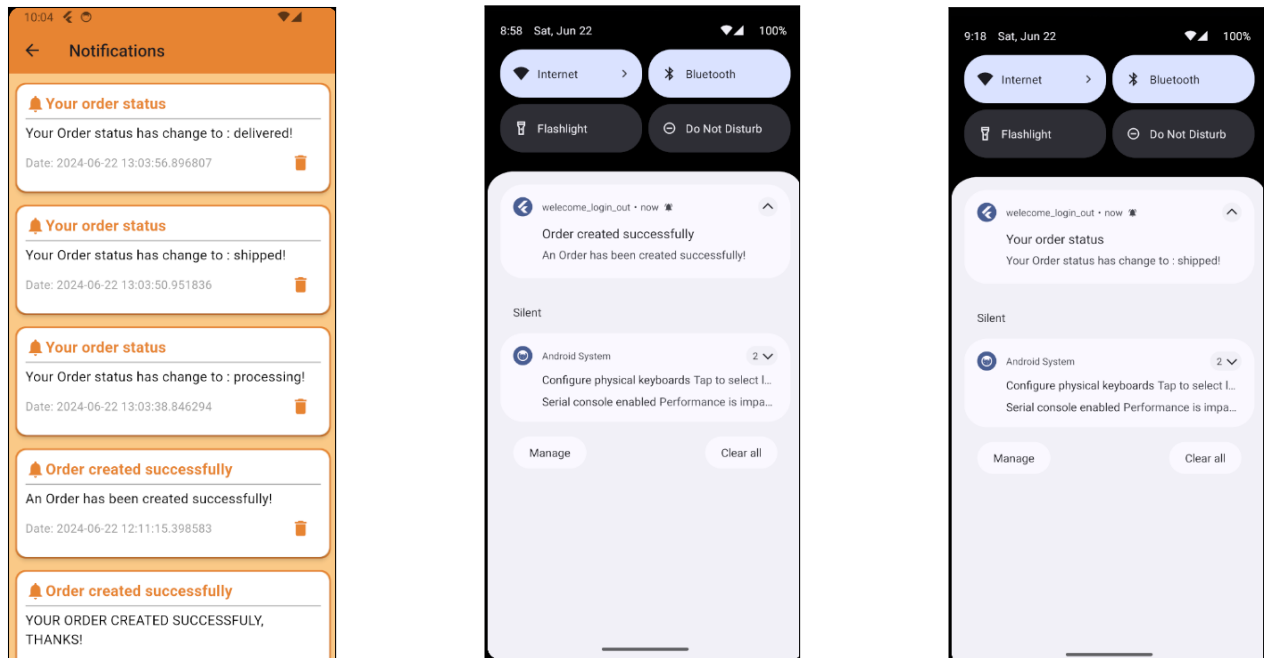 10:04
Notifications
Your order status
Your Order status has change to : delivered!
Date: 2024-06-22 13:03:56.896807
Your order status
Your Order status has change to : shipped!
Date: 2024-06-22 13:03:50.951836
Your order status
Your Order status has change to : processing!
Date: 2024-06-22 13:03:38.846294
Order created successfully
An Order has been created successfully!
Date: 2024-06-22 12:11:15.398583
Order created successfully
YOUR ORDER CREATED SUCCESSFULY,
THANKS!
8:58 Sat, Jun 22 100%
Internet Bluetooth
Flashlight Do Not Disturb
welecome_login_out • now
Order created successfully
An Order has been created successfully!
Silent
Android System 2
Configure physical keyboards Tap to select l...
Serial console enabled Performance is impa...
Manage Clear all
9:18 Sat, Jun 22 100%
Internet Bluetooth
Flashlight Do Not Disturb
welecome_login_out • now
Your order status
Your Order status has change to : shipped!
Silent
Android System 2
Configure physical keyboards Tap to select l...
Serial console enabled Performance is impa...
Manage Clear all